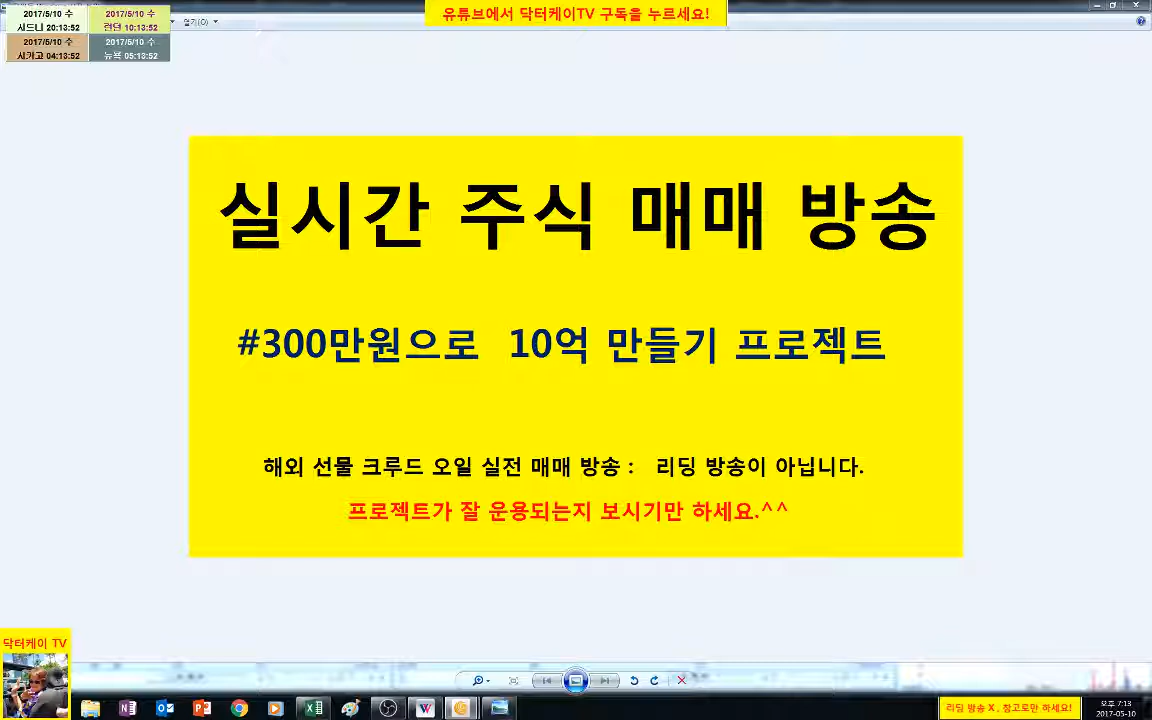 유튜브에서 닥터케이TV 구독을 누르세요!
2017/5/10 수
시드니 20:13:52
2017/5/10 수
런던 10:13:52
열기(O)
2017/5/10 수
시카고 04:13:52
2017/5/10 수
뉴욕 05:13:52
실시간 주식 매매 방송
#300만원으로 10억 만들기 프로젝트
해외 선물 크루드 오일 실전 매매 방송 : 리딩 방송이 아닙니다.
프로젝트가 잘 운용되는지 보시기만 하세요.^^
닥터케이 TV
리딩 방송 X , 참고로만 하세요!
오후 7:13
2017-05-10